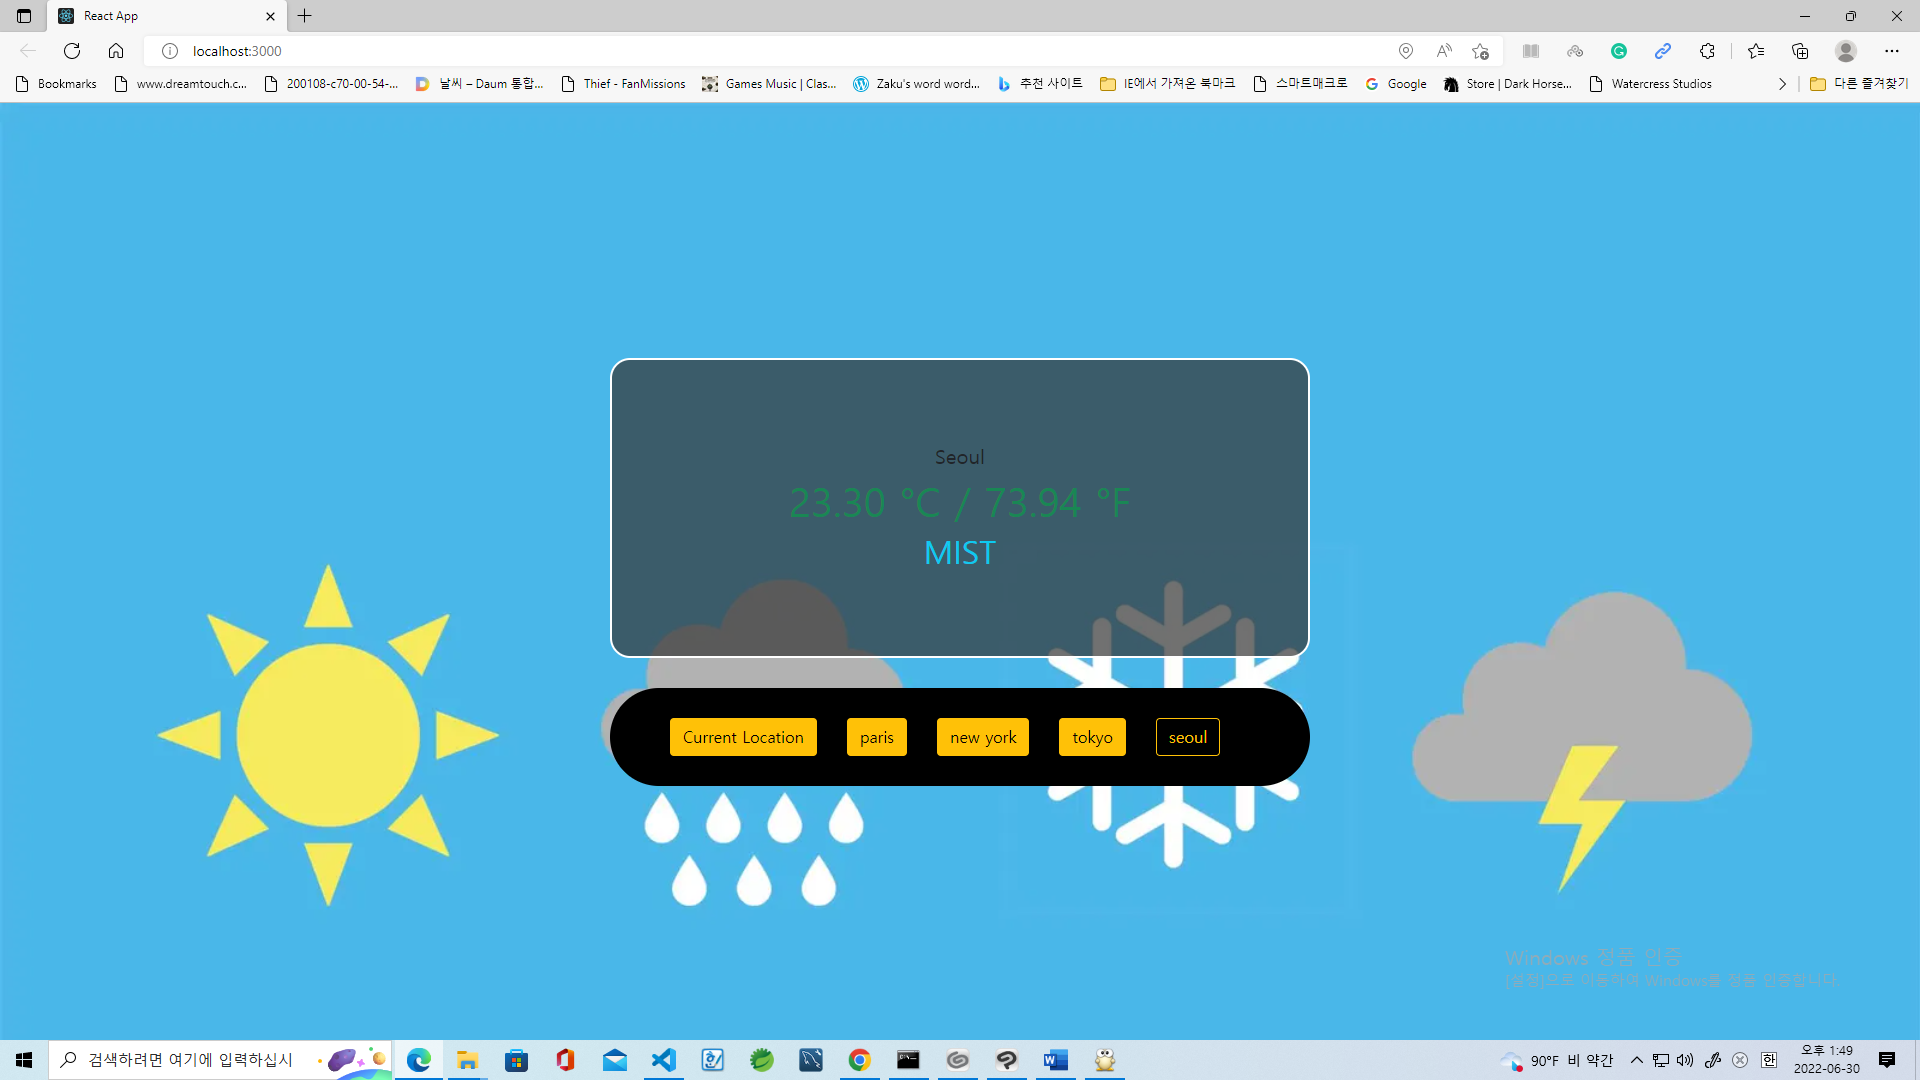 React App
localhost:3000
Bookmarks
www.dreamtouch.c...
200108-c70-00-54-...
날씨 – Daum 통합...
Thief - FanMissions
Games Music | Clas...
Zaku's word word...
추천 사이트
IE에서 가져온 북마크
스마트매크로
Google
Store | Dark Horse...
Watercress Studios
다른 즐겨찾기
Seoul
23.30 °C / 73.94 °F
MIST
Current Location
paris
new york
tokyo
seoul
Windows 정품 인증
[설정]으로 이동하여 Windows를 정품 인증합니다.
검색하려면 여기에 입력하십시
90°F 비 약간
한
오후 1:49
2022-06-30